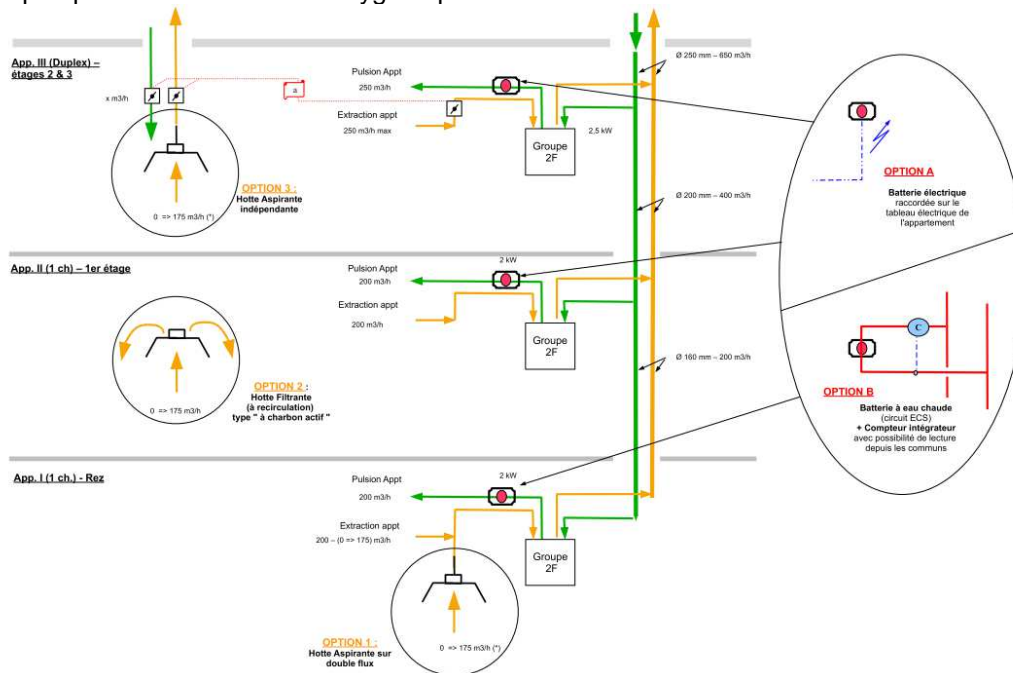 App. III (Duplex) –
étages 2 & 3
x m3/h
a
Pulsion Appt
250 m3/h
Extraction appt
250 m3/h max
2,5 kW
Groupe
2F
Ø 250 mm – 650 m3/h
OPTION 3 :
Hotte Aspirante
indépendante
0 => 175 m3/h (*)
Ø 200 mm – 400 m3/h
OPTION A
Batterie électrique
raccordée sur le
tableau électrique de
l'appartement
App. II (1 ch) – 1er étage
2 kW
Pulsion Appt
200 m3/h
Extraction appt
200 m3/h
Groupe
2F
OPTION 2 :
Hotte Filtrante
(à recirculation)
type " à charbon actif "
0 => 175 m3/h
Ø 160 mm – 200 m3/h
C
OPTION B
Batterie à eau chaude
(circuit ECS)
+ Compteur intégrateur
avec possibilité de lecture
depuis les communs
App. I (1 ch.) - Rez
2 kW
Pulsion Appt
200 m3/h
Extraction appt
200 – (0 => 175) m3/h
Groupe
2F
OPTION 1 :
Hotte Aspirante sur
double flux
0 => 175 m3/h (*)